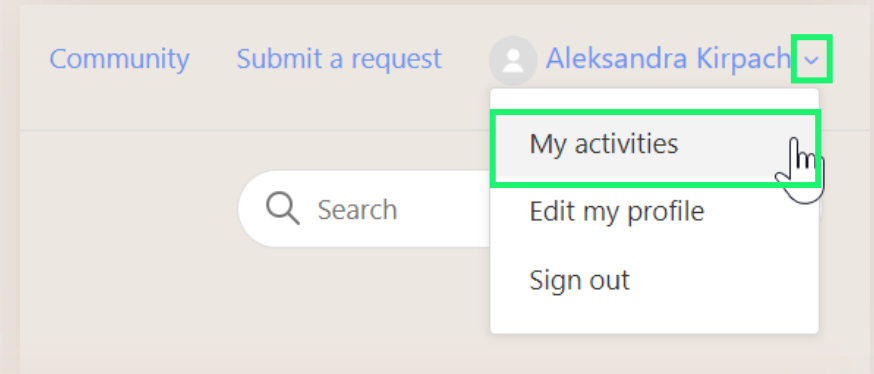 Community Submit a request Aleksandra Kirpach
My activities
Search
Edit my profile
Sign out